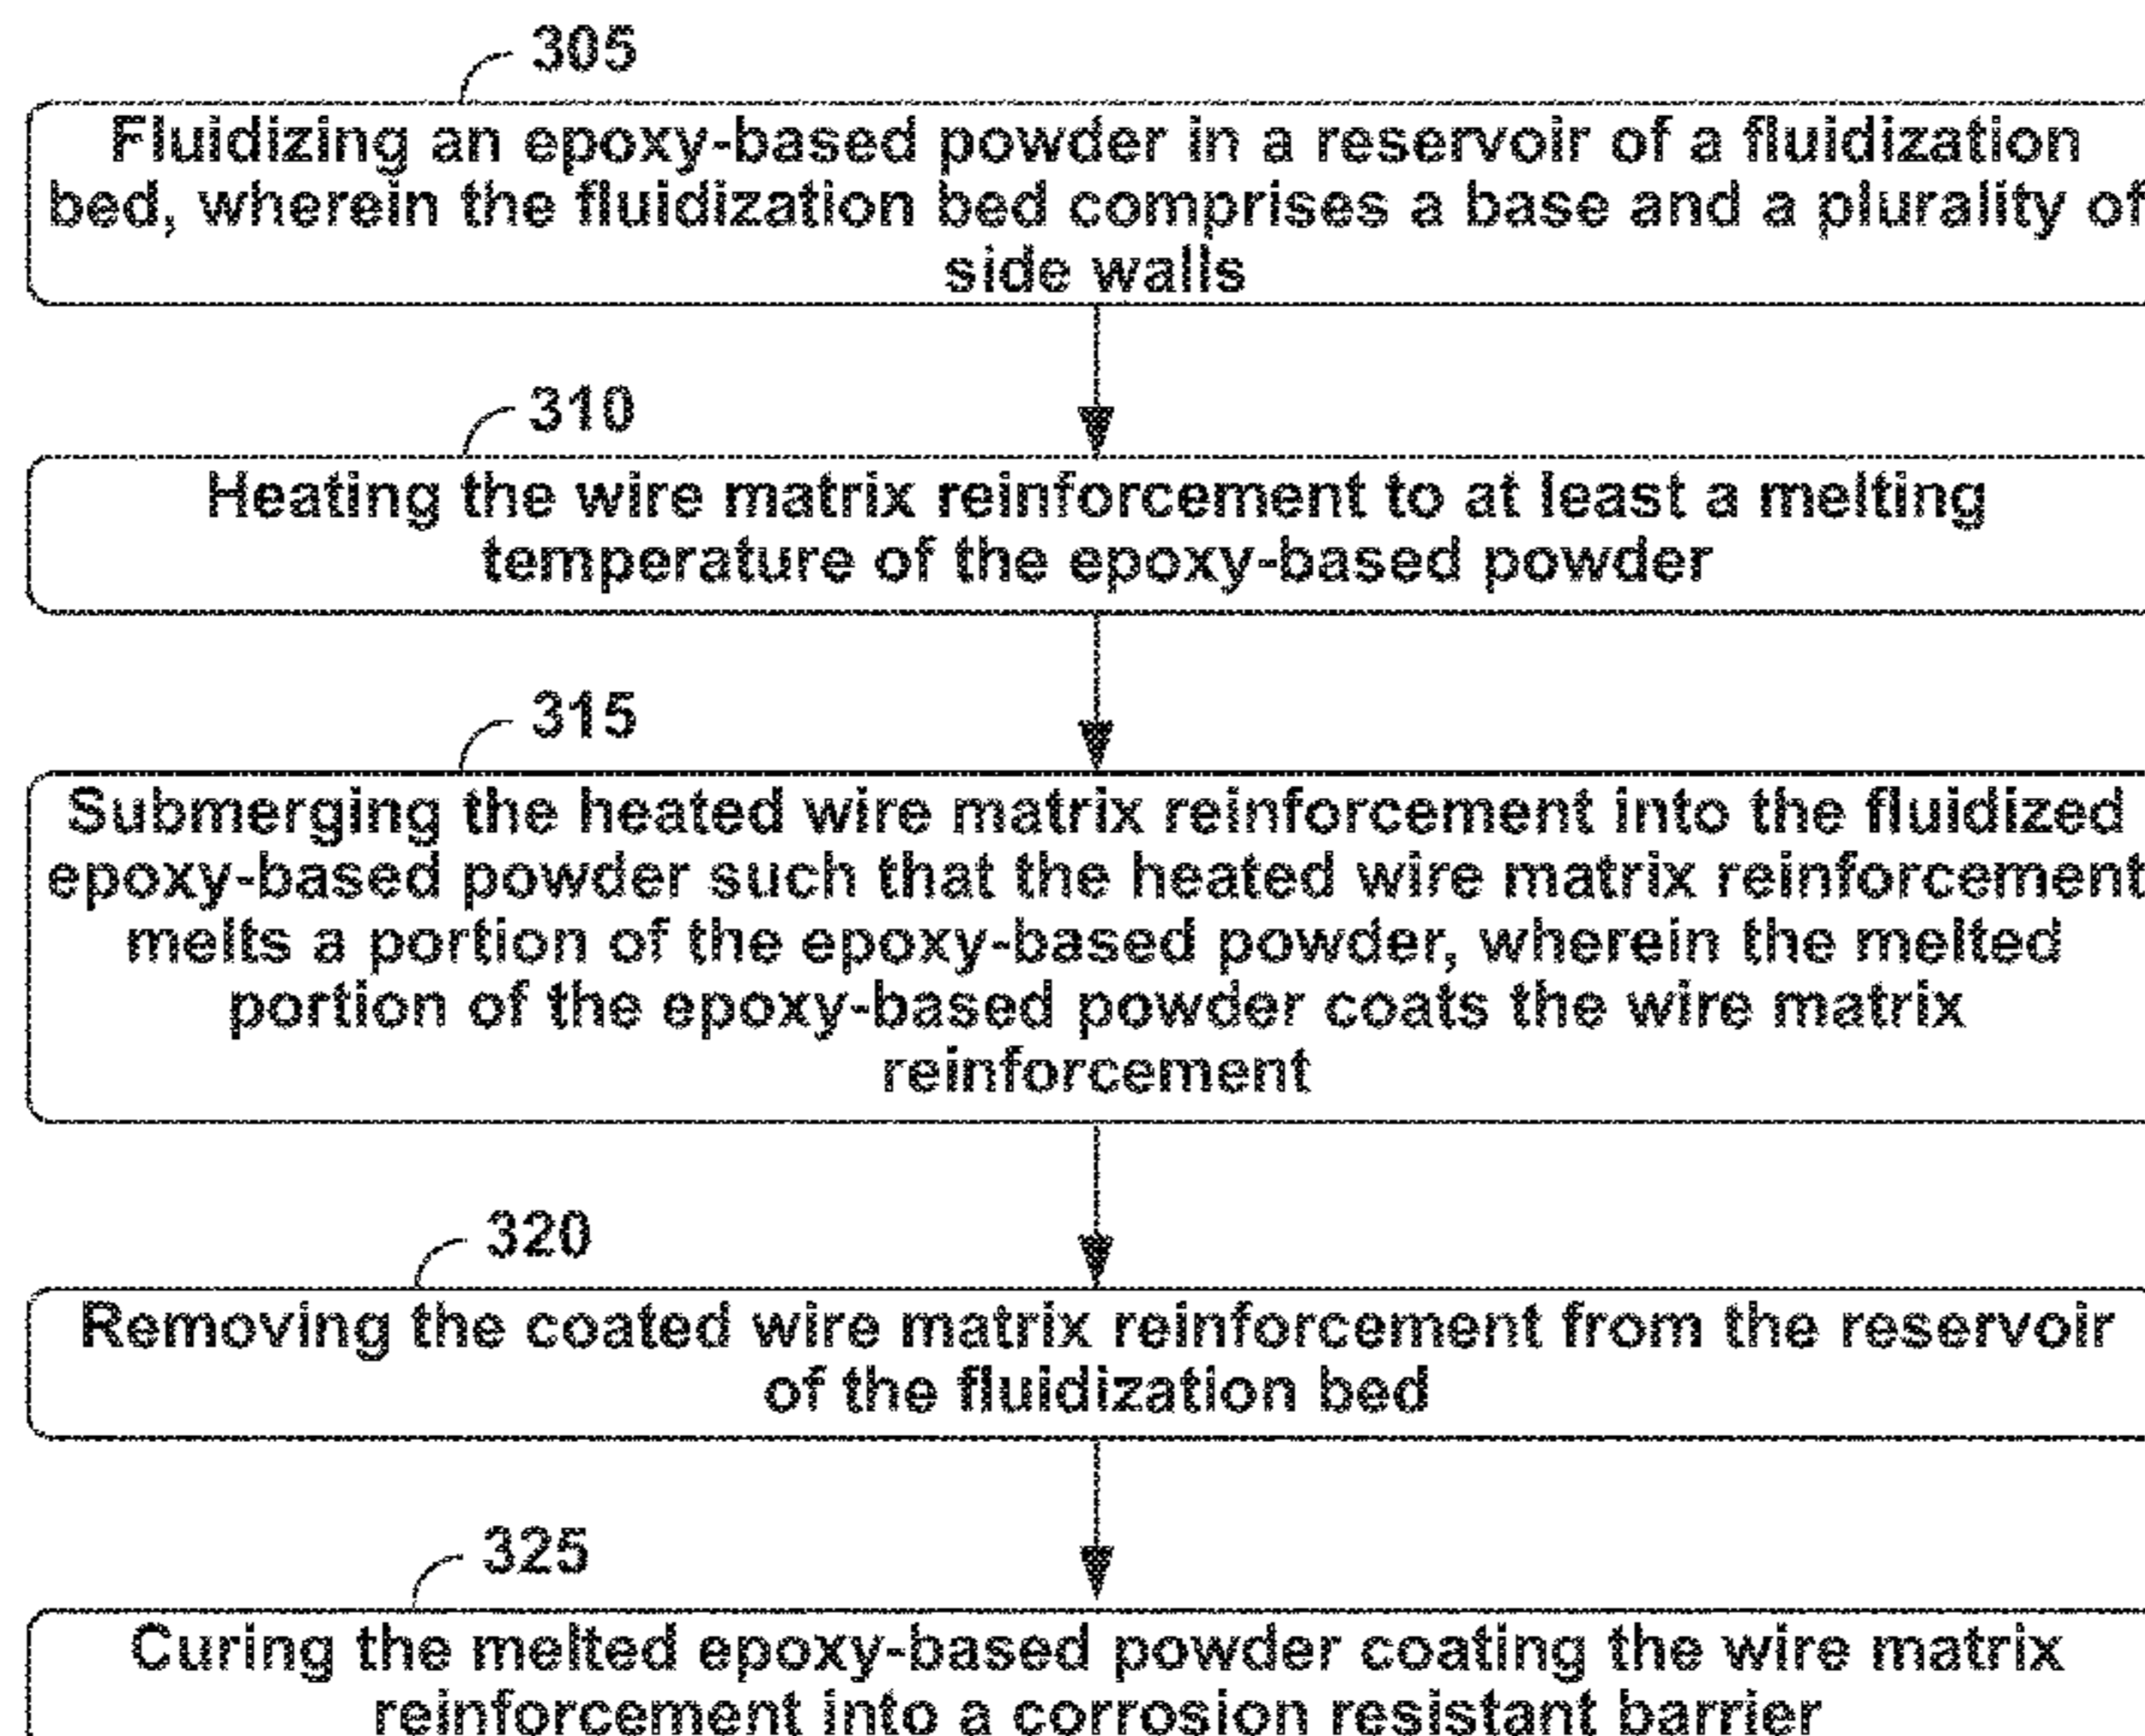 305
Fluidizing an epoxy-based powder in a reservoir of a fluidization
bed, wherein the fluidization bed comprises a base and a plurality of
side walls
310
Heating the wire matrix reinforcement to at least a melting
temperature of the epoxy-based powder
315
Submerging the heated wire matrix reinforcement into the fluidized
epoxy-based powder such that the heated wire matrix reinforcement
melts a portion of the epoxy-based powder, wherein the melted
portion of the epoxy-based powder coats the wire matrix
reinforcement
320
Removing the coated wire matrix reinforcement from the reservoir
of the fluidization bed
325
Curing the melted epoxy-based powder coating the wire matrix
reinforcement into a corrosion resistant barrier